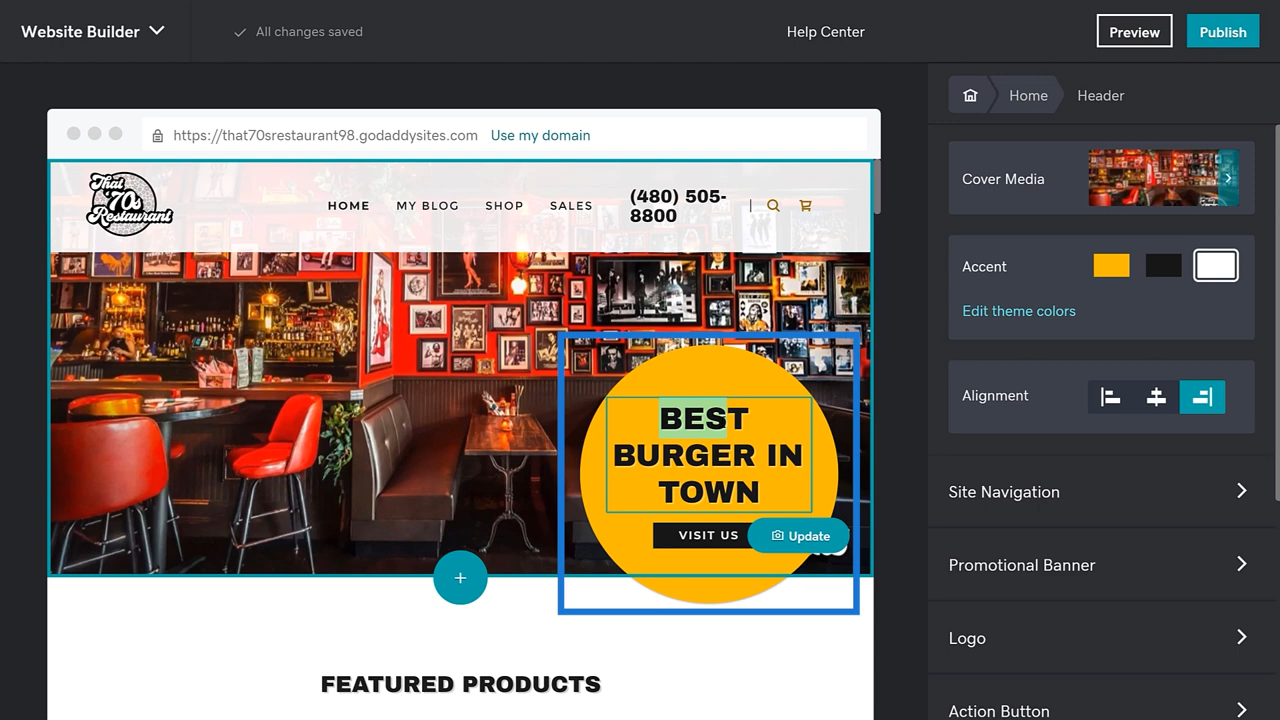 Website Builder
All changes saved
Help Center
Preview
Publish
Home
Header
https://that70srestaurant98.godaddysites.com
Use my domain
That
'70s
Restaurant
HOME
MY BLOG
SHOP
SALES
(480) 505-
8800
Cover Media
Accent
Edit theme colors
Alignment
BEST
BURGER IN
TOWN
VISIT US
Update
Site Navigation
Promotional Banner
Logo
Action Button
FEATURED PRODUCTS